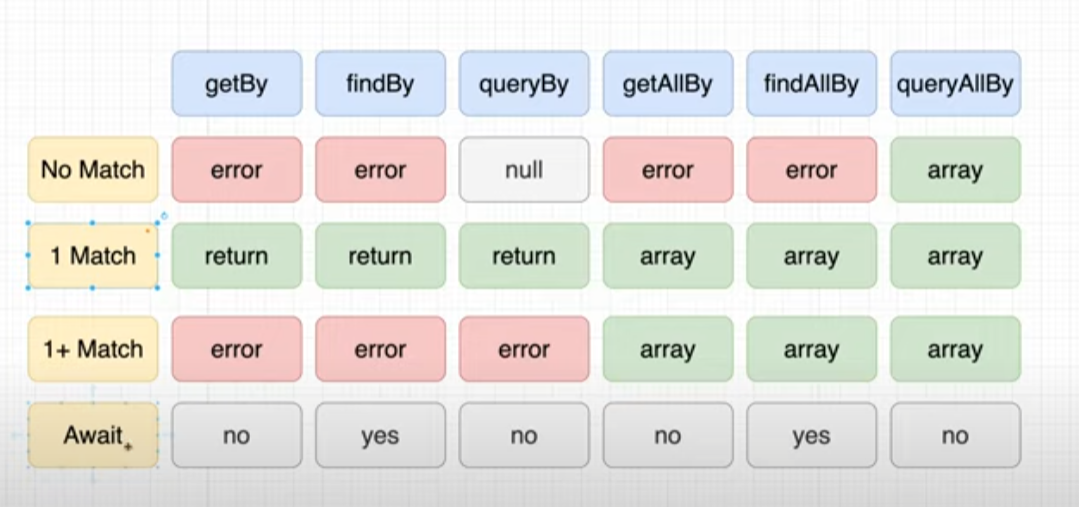 getBy findBy queryBy getAllBy findAllBy queryAllBy
No Match error error null error error array
1 Match return return return array array array
1+ Match error error error array array array
Await no yes no no yes no